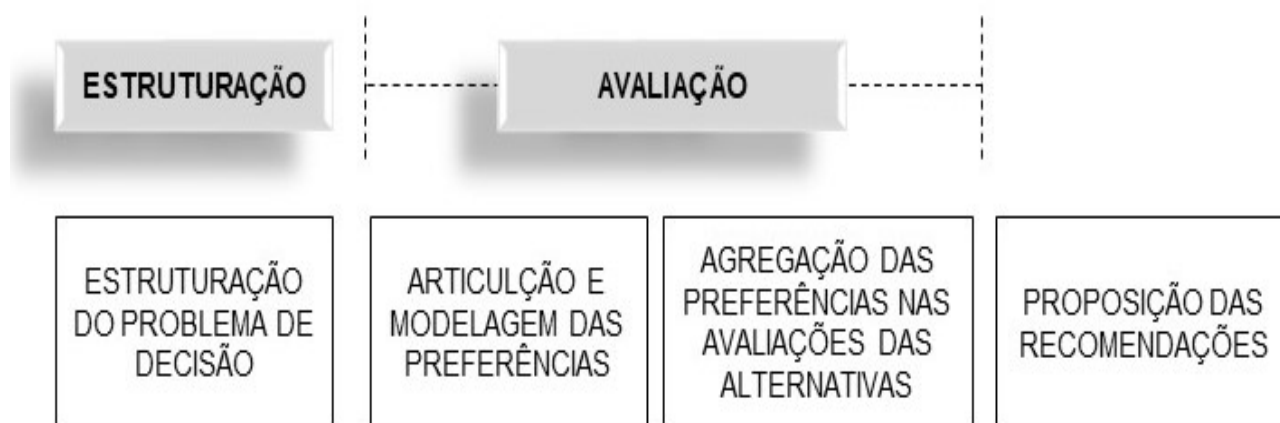 ESTRUTURAÇÃO
AVALIAÇÃO
ESTRUTURAÇÃO
DO PROBLEMA DE
DECISÃO
ARTICULÇÃO E
MODELAGEM DAS
PREFERÊNCIAS
AGREGAÇÃO DAS
PREFERÊNCIAS NAS
AVALIAÇÕES DAS
ALTERNATIVAS
PROPOSIÇÃO DAS
RECOMENDAÇÕES